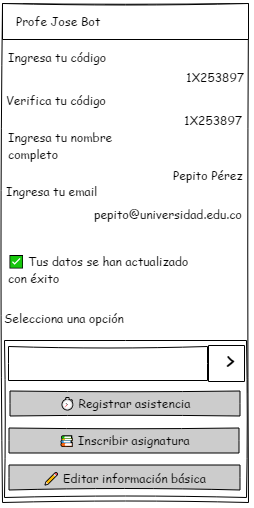 Profe Jose Bot
Ingresa tu código
1X253897
Verifica tu código
1X253897
Ingresa tu nombre
completo
Pepito Pérez
Ingresa tu email
pepito@universidad.edu.co
✅ Tus datos se han actualizado
con éxito
Selecciona una opción
>
⏱ Registrar asistencia
📚 Inscribir asignatura
✏️ Editar información básica